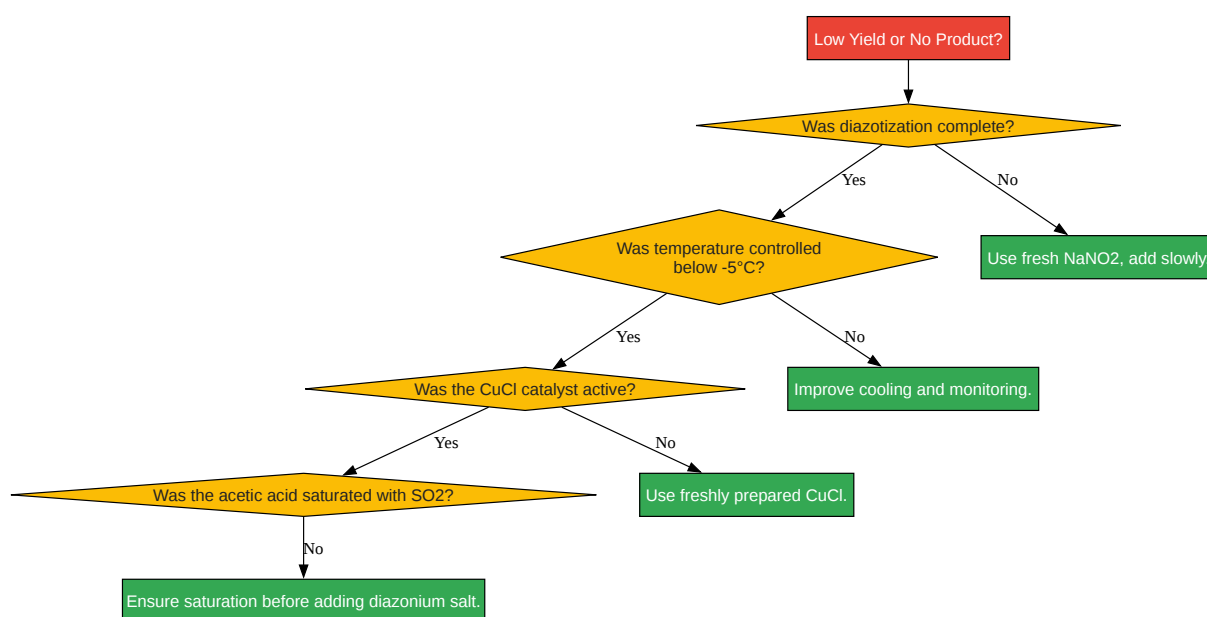 Low Yield or No Product?
Was diazotization complete?
Yes
No
Was temperature controlled
below -5°C?
Use fresh NaNO2, add slowly
Yes
No
Was the CuCl catalyst active?
Improve cooling and monitoring.
Yes
No
Was the acetic acid saturated with SO2?
Use freshly prepared CuCl.
No
Ensure saturation before adding diazonium salt.